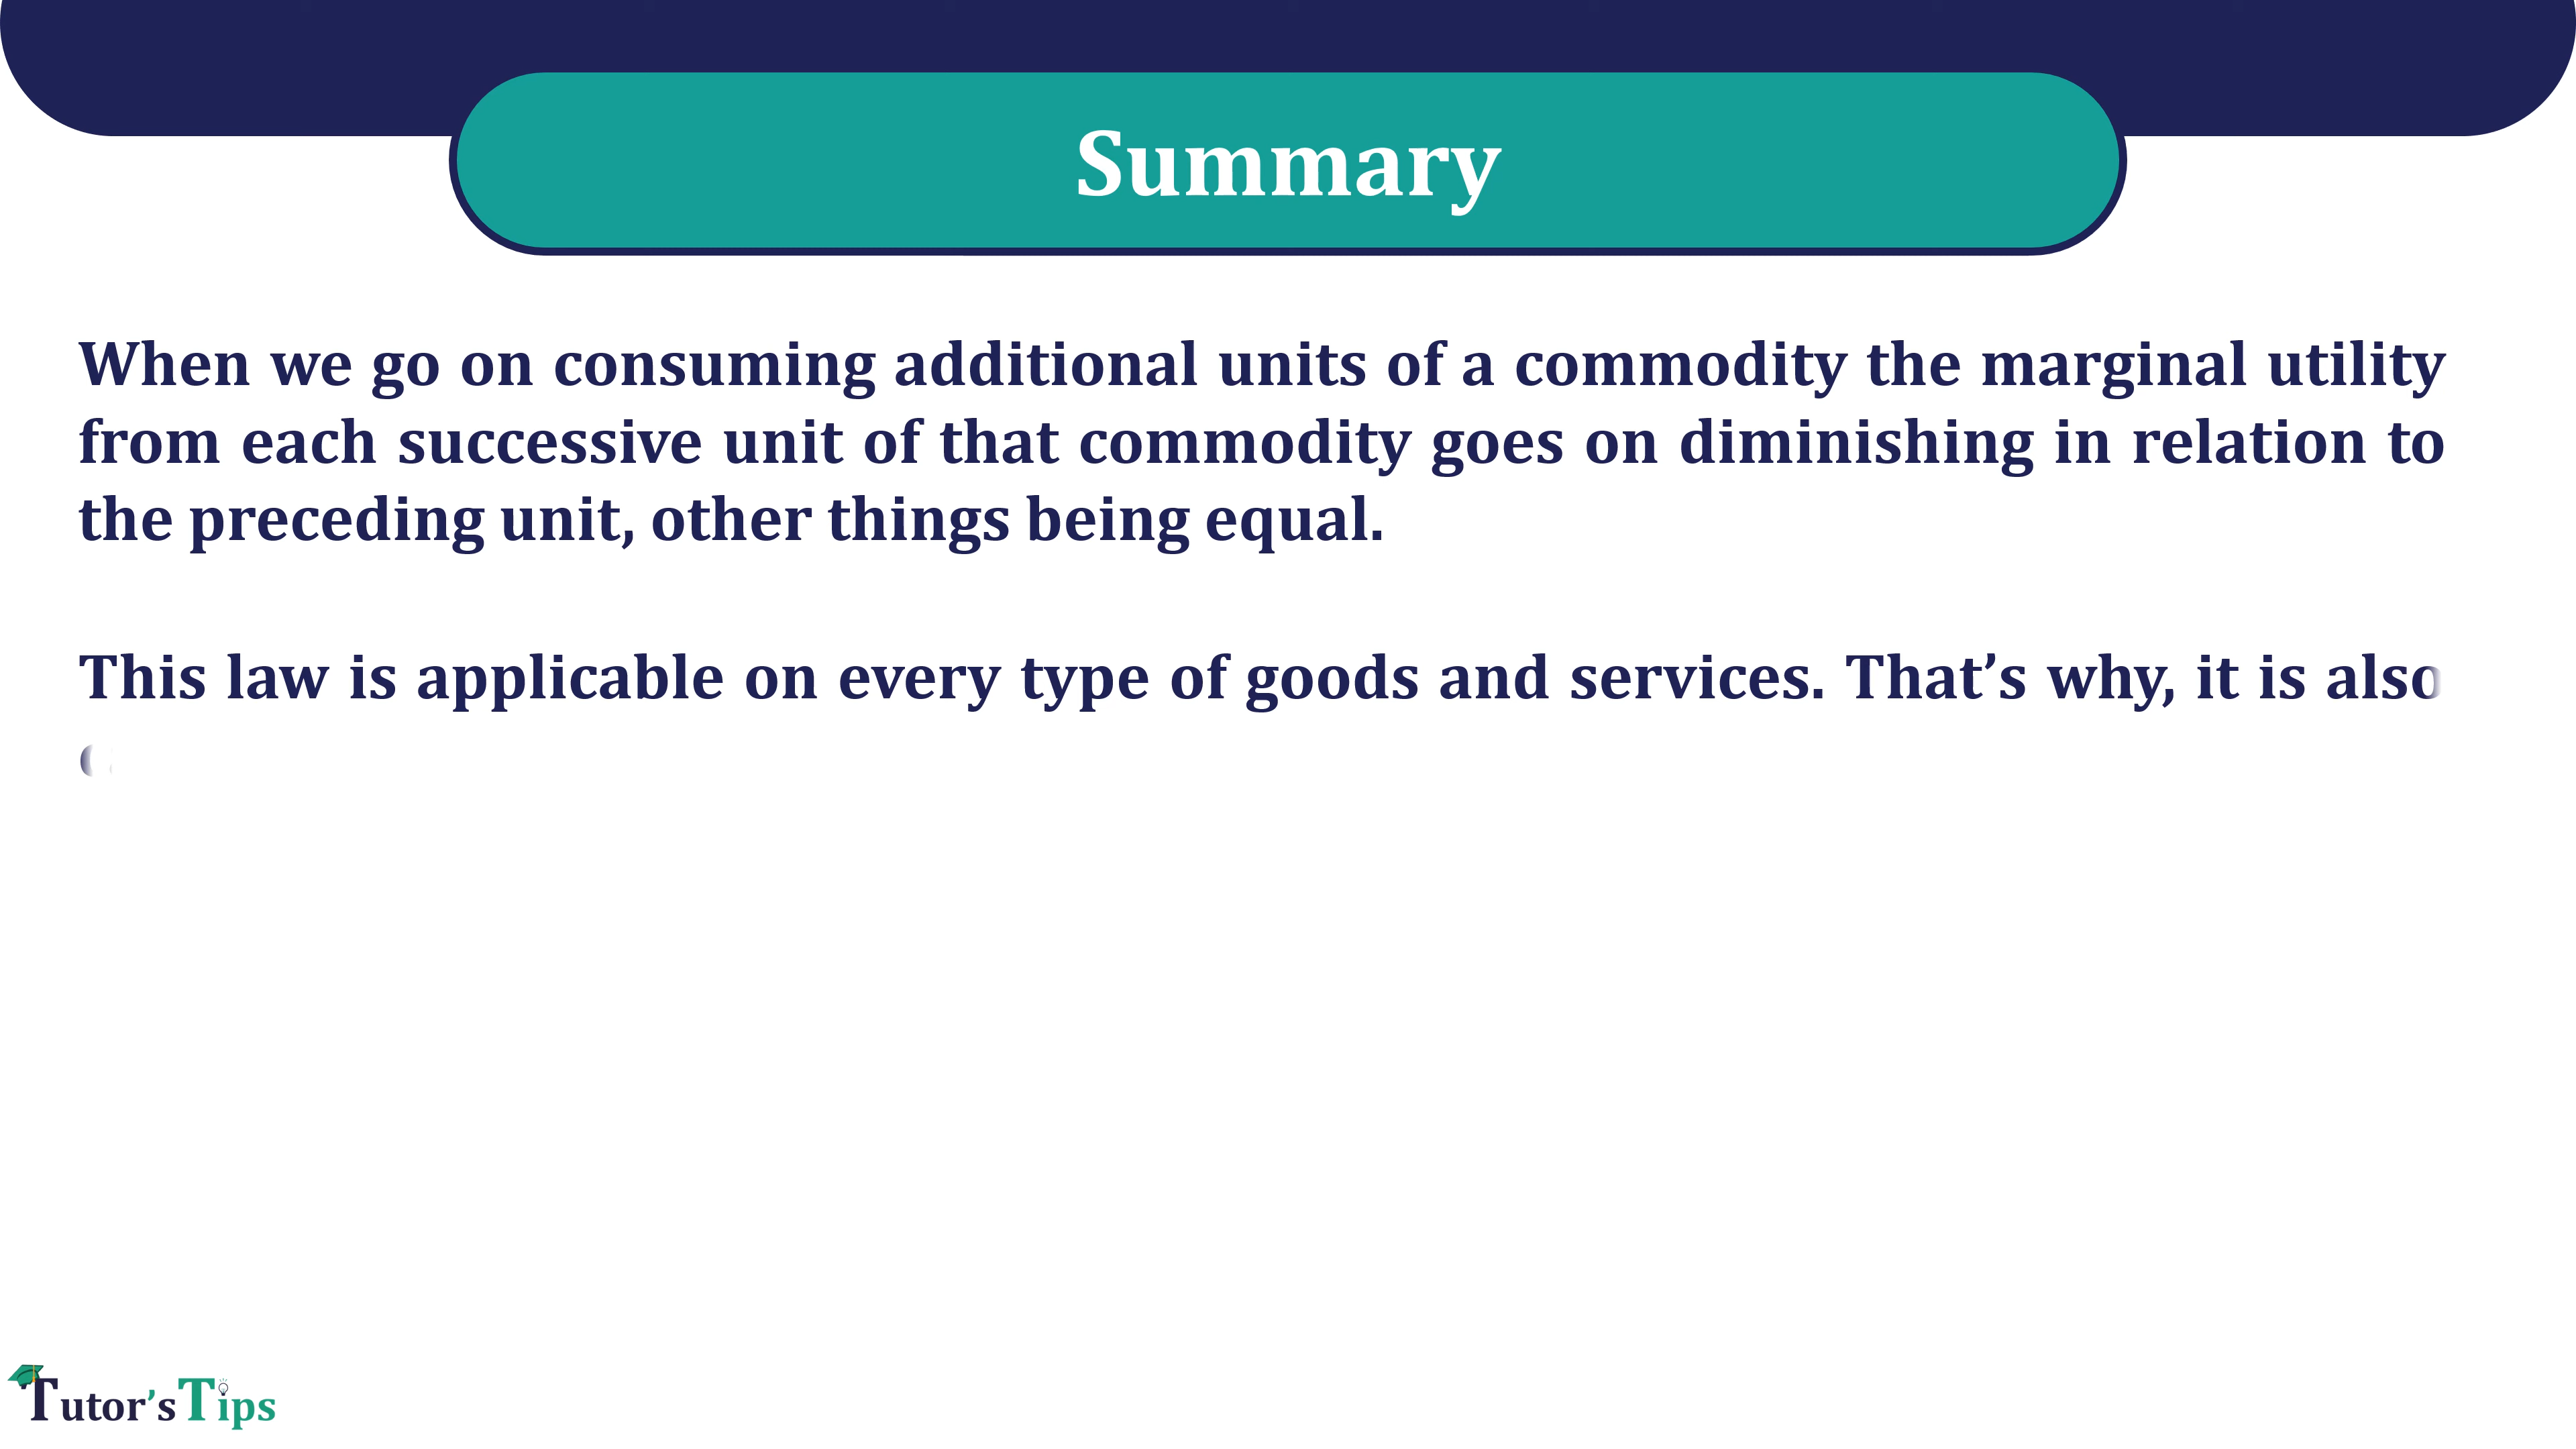 Summary
When we go on consuming additional units of a commodity the marginal utility
from each successive unit of that commodity goes on diminishing in relation to
the preceding unit, other things being equal.
This law is applicable on every type of goods and services. That’s why, it is also
Tutor’sTips